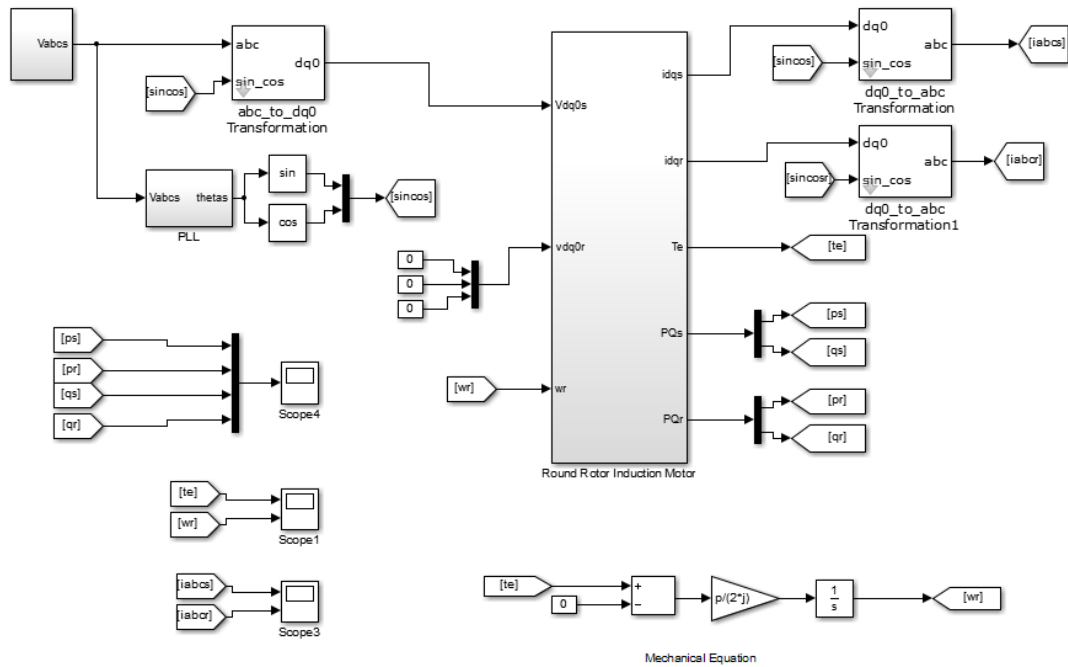 Vabcs
abc
dq0
[sincos]
sin_cos
abc_to_dq0
Transformation
Vabcs
thetas
PLL
sin
cos
[sincos]
0
0
0
[wr]
Vdq0s
vdq0r
wr
idqs
idqr
Te
PQs
PQr
Round Rotor Induction Motor
dq0
abc
[sincos]
sin_cos
dq0_to_abc
Transformation
[iabcs]
dq0
abc
[sincosr]
sin_cos
dq0_to_abc
Transformation1
[iabcr]
[te]
[ps]
[qs]
[pr]
[qr]
[ps]
[pr]
[qs]
[qr]
Scope4
[te]
[wr]
Scope1
[iabcs]
[iabcr]
Scope3
[te]
0
+
−
p/(2*j)
1
s
[wr]
Mechanical Equation